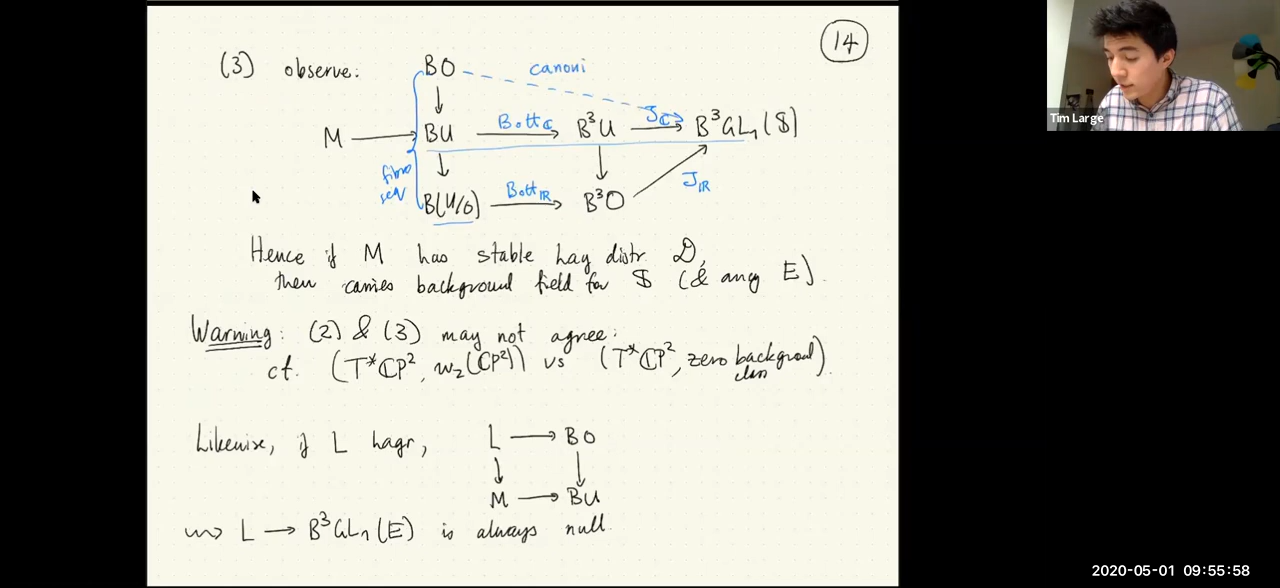 14
(3) observe: BO canoni
M → BU Bott_ℂ → B³U J_ℂ → B³GL₁(𝕊)
fibre seq
B(U/O) Bott_ℝ → B³O J_ℝ
Hence if M has stable lag distr. D,
then carries background field for 𝕊 (& any E).
Warning: (2) & (3) may not agree:
cf. (T*ℂP², w₂(ℂP²)) vs (T*ℂP², zero background class).
Likewise, if L lagr, L → BO
M → BU
⇝ L → B³GL₁(E) is always null.
Tim Large
2020-05-01 09:55:58